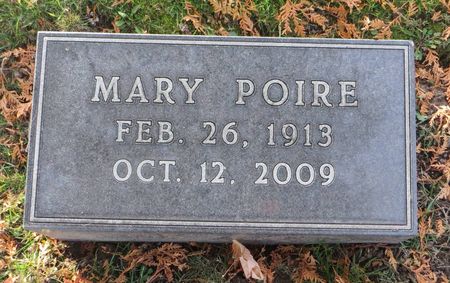 MARY POIRE
FEB. 26, 1913
OCT. 12, 2009